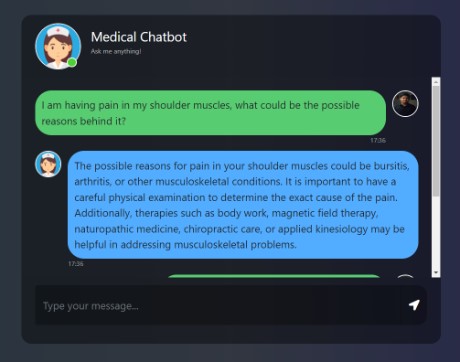 Medical Chatbot
Ask me anything!
I am having pain in my shoulder muscles, what could be the possible
reasons behind it?
17:36
The possible reasons for pain in your shoulder muscles could be bursitis,
arthritis, or other musculoskeletal conditions. It is important to have a
careful physical examination to determine the exact cause of the pain.
Additionally, therapies such as body work, magnetic field therapy,
naturopathic medicine, chiropractic care, or applied kinesiology may be
helpful in addressing musculoskeletal problems.
17:36
Type your message...